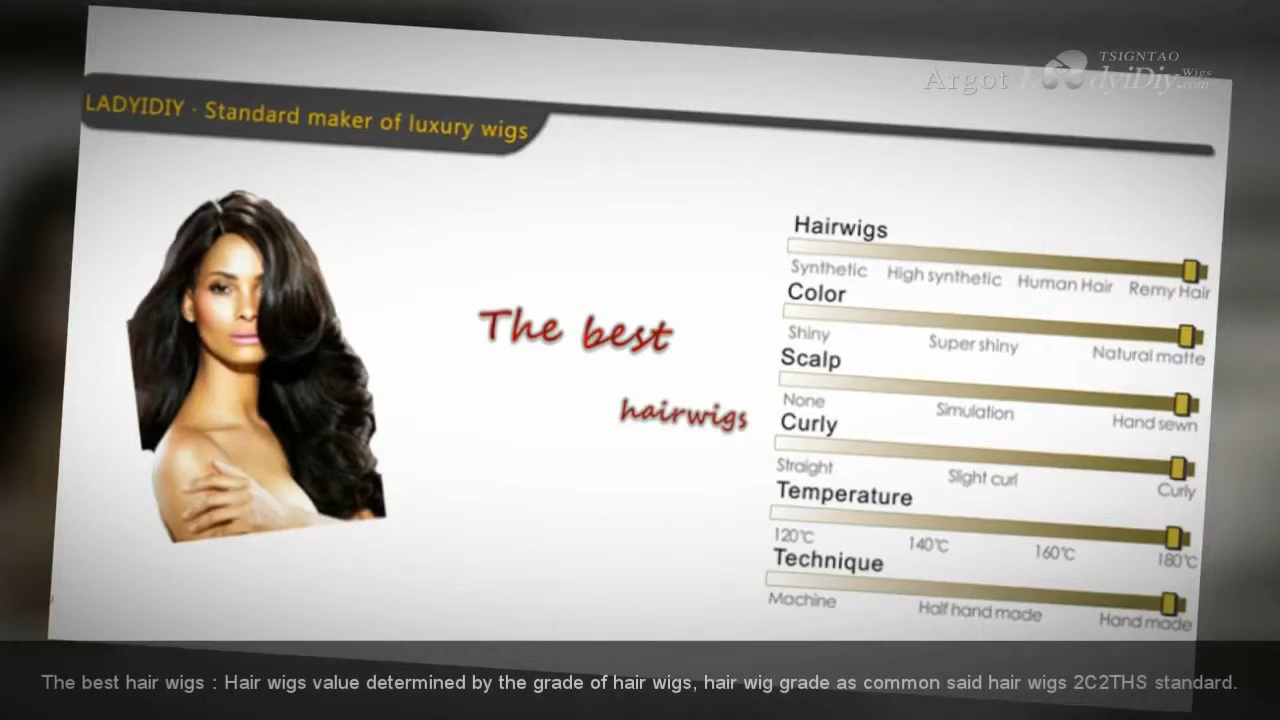 TSIGNTAO
Argot
dyiDiy Wigs .com
LADYIDIY · Standard maker of luxury wigs
The best
hairwigs
Hairwigs
Synthetic High synthetic Human Hair Remy Hair
Color
Shiny Super shiny Natural matte
Scalp
None Simulation Hand sewn
Curly
Straight Slight curl Curly
Temperature
120℃ 140℃ 160℃ 180℃
Technique
Machine Half hand made Hand made
The best hair wigs : Hair wigs value determined by the grade of hair wigs, hair wig grade as common said hair wigs 2C2THS standard.